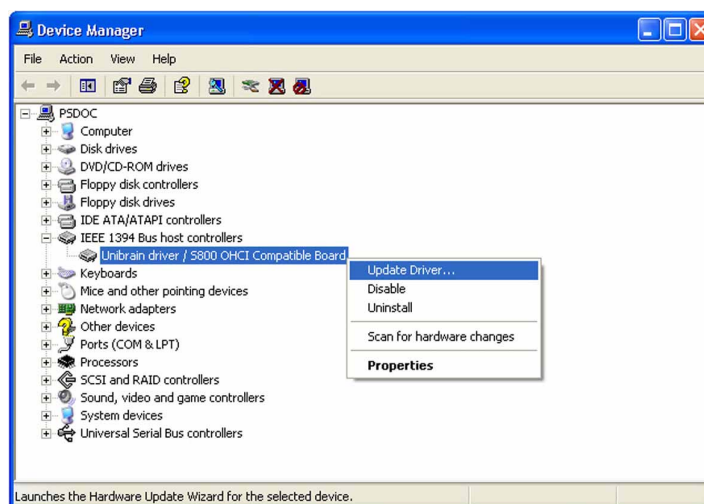 Device Manager
File Action View Help
PSDOC
Computer
Disk drives
DVD/CD-ROM drives
Floppy disk controllers
Floppy disk drives
IDE ATA/ATAPI controllers
IEEE 1394 Bus host controllers
Unibrain driver / S800 OHCI Compatible Board
Keyboards
Mice and other pointing devices
Network adapters
Other devices
Ports (COM & LPT)
Processors
SCSI and RAID controllers
Sound, video and game controllers
System devices
Universal Serial Bus controllers
Update Driver...
Disable
Uninstall
Scan for hardware changes
Properties
Launches the Hardware Update Wizard for the selected device.